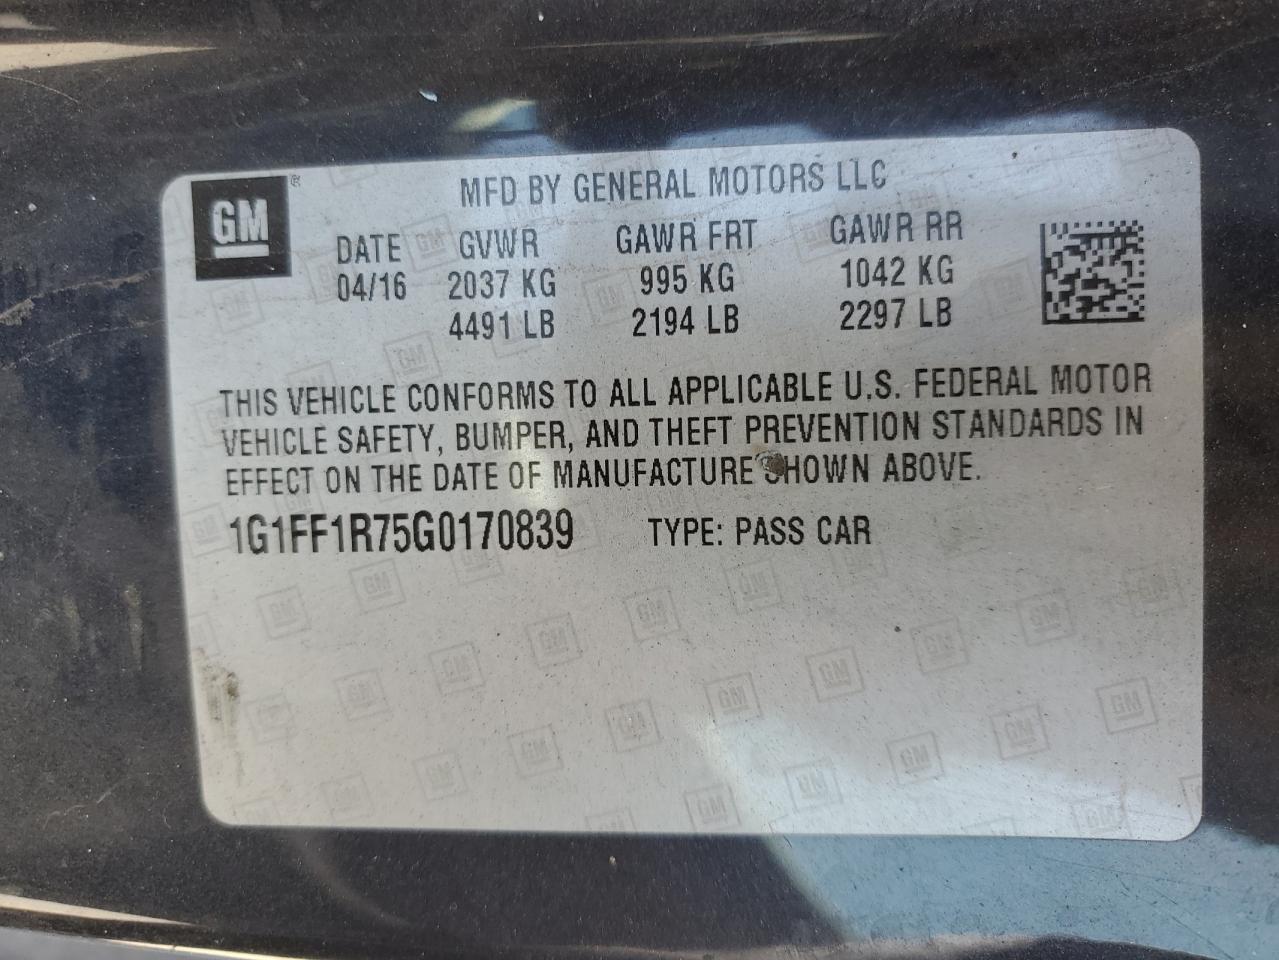 GM ®
MFD BY GENERAL MOTORS LLC
DATE GVWR GAWR FRT GAWR RR
04/16 2037 KG 995 KG 1042 KG
4491 LB 2194 LB 2297 LB
THIS VEHICLE CONFORMS TO ALL APPLICABLE U.S. FEDERAL MOTOR
VEHICLE SAFETY, BUMPER, AND THEFT PREVENTION STANDARDS IN
EFFECT ON THE DATE OF MANUFACTURE SHOWN ABOVE.
1G1FF1R75G0170839 TYPE: PASS CAR